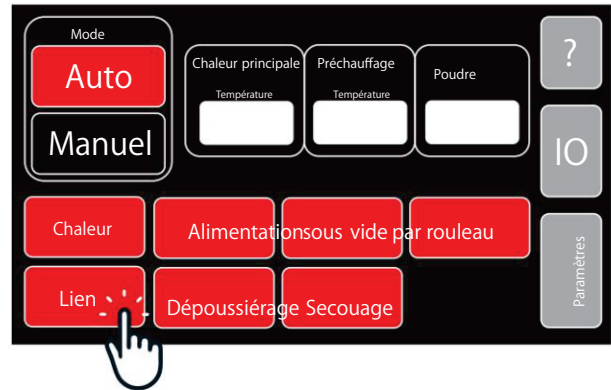 Mode
Auto
Manuel
Chaleur principale Préchauffage Poudre
Température Température
?
IO
Paramètres
Chaleur Alimentationsous vide par rouleau
Lien Dépoussiérage Secouage